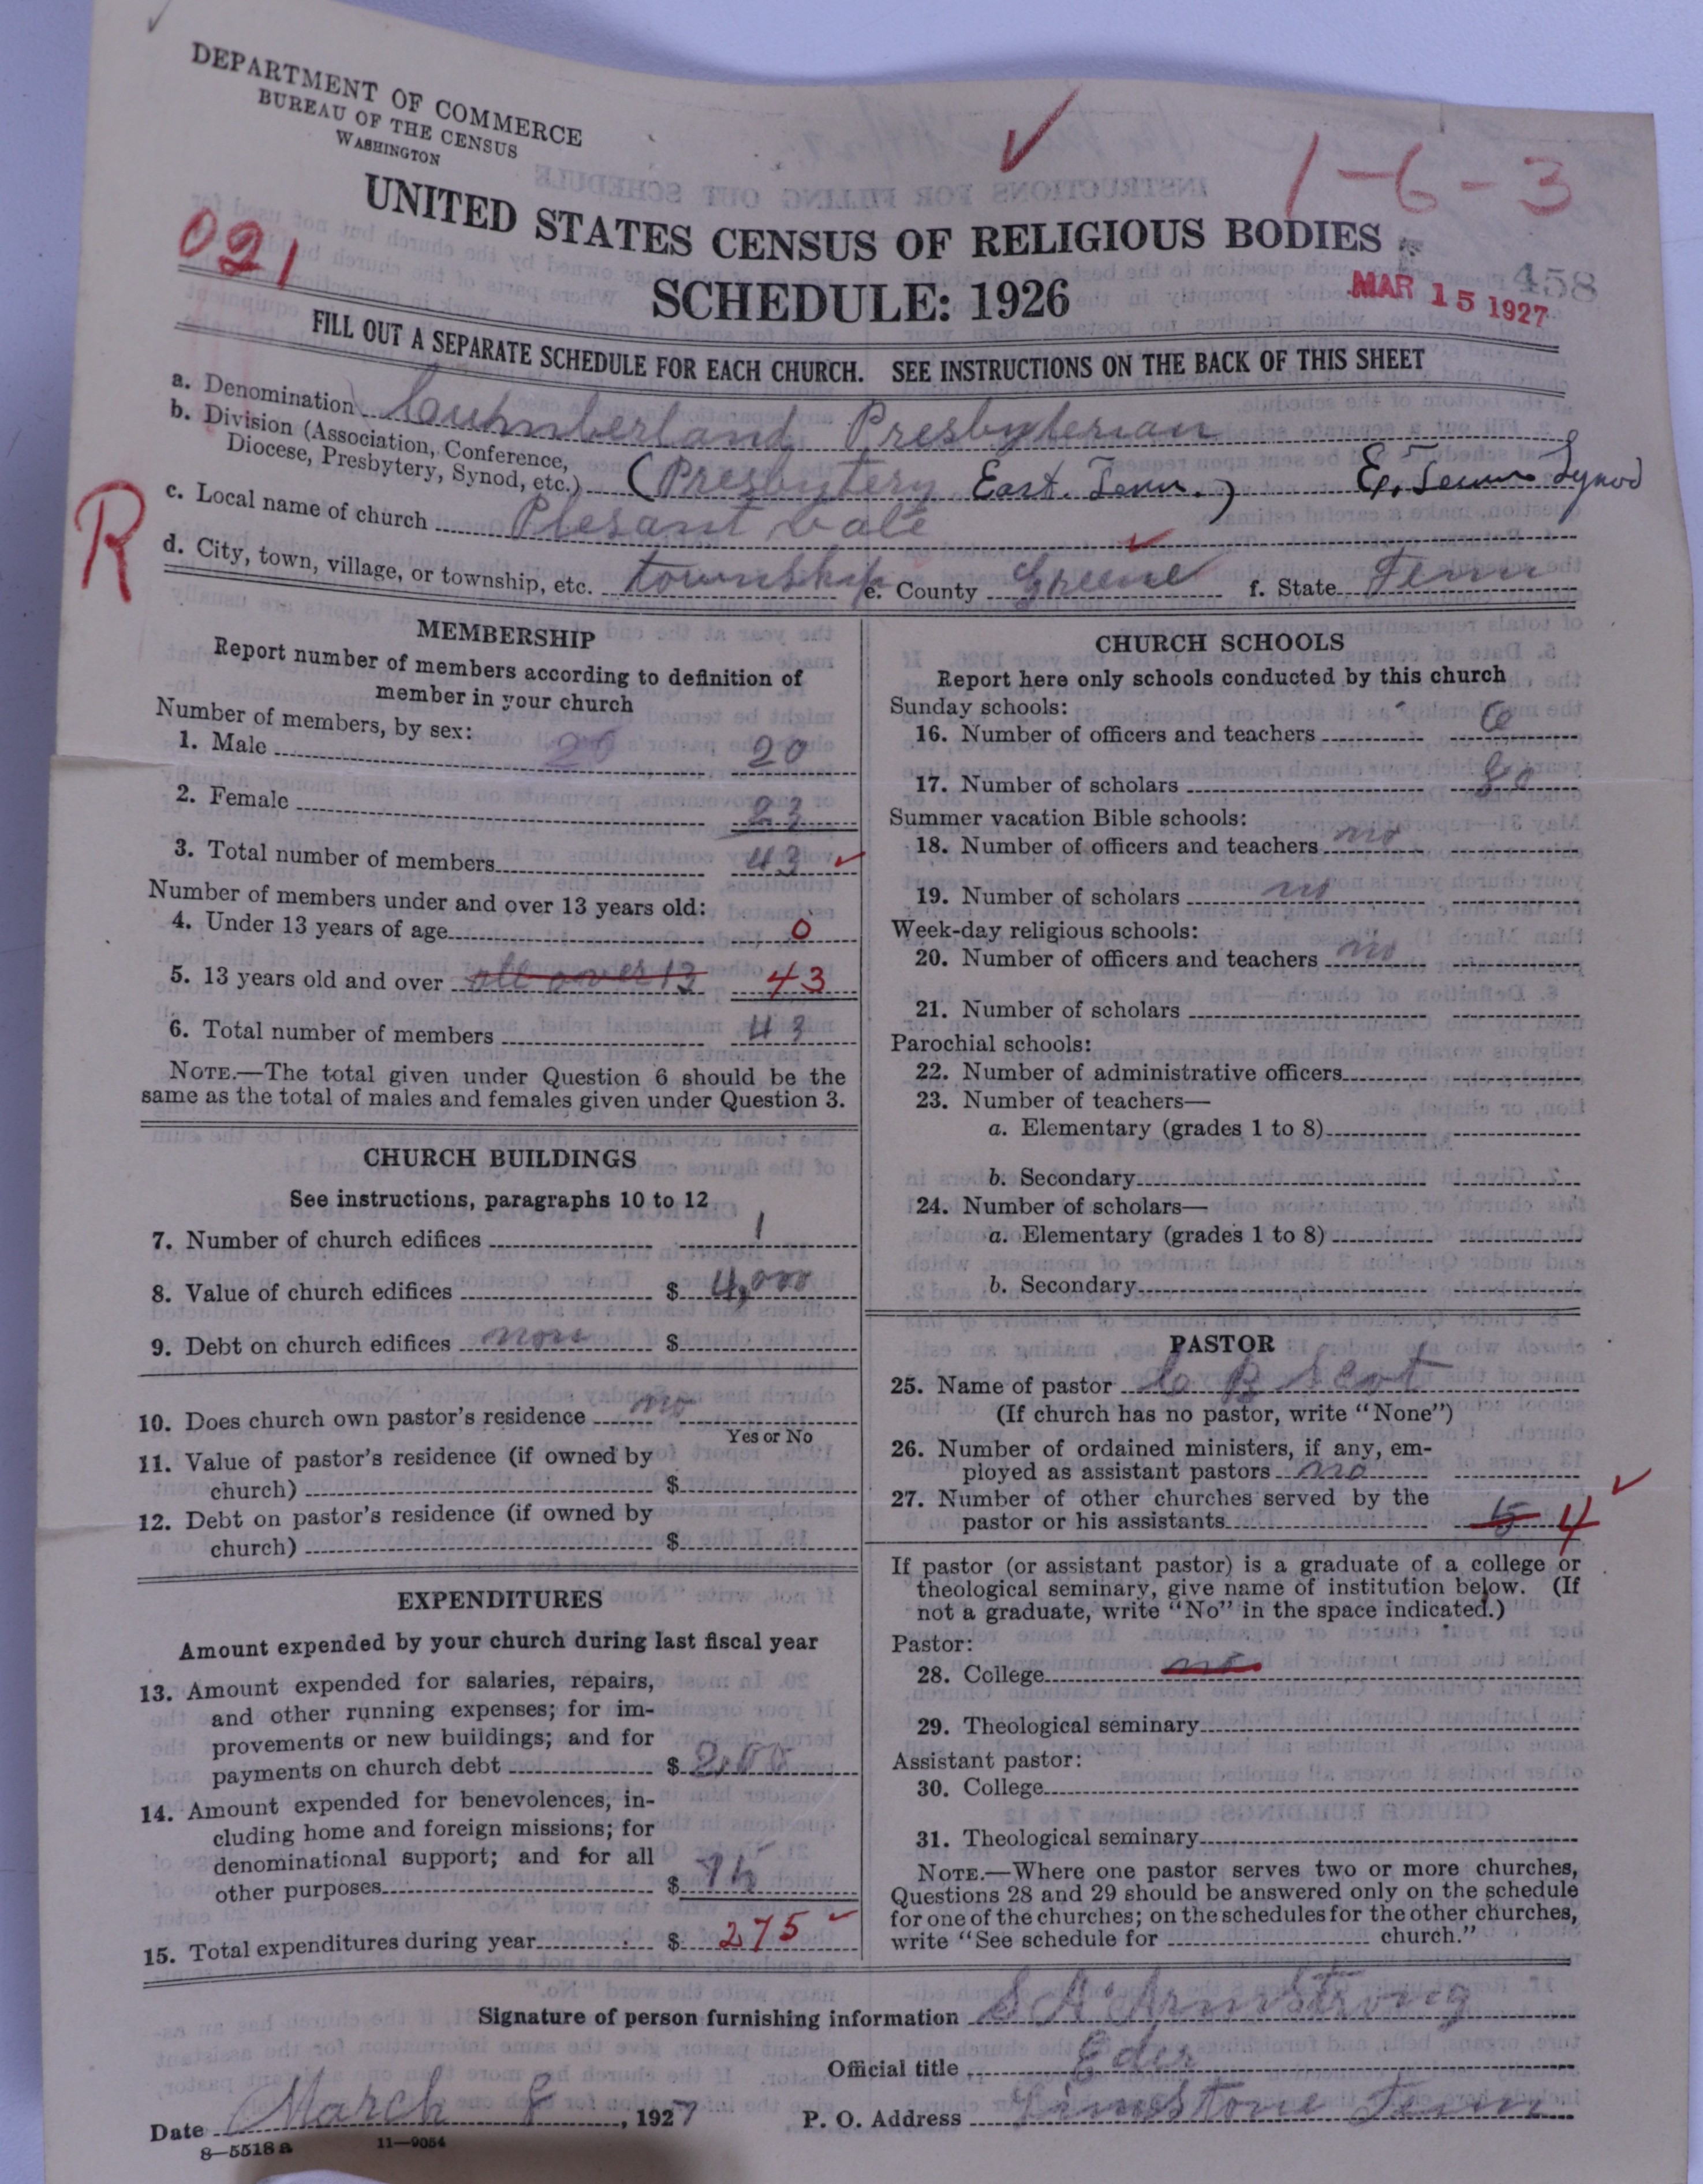 DEPARTMENT OF COMMERCE
BUREAU OF THE CENSUS
WASHINGTON
1-6-3
UNITED STATES CENSUS OF RELIGIOUS BODIES
021
458
SCHEDULE: 1926
MAR 15 1927
FILL OUT A SEPARATE SCHEDULE FOR EACH CHURCH. SEE INSTRUCTIONS ON THE BACK OF THIS SHEET
a. Denomination Cumberland Presbyterian
b. Division (Association, Conference,
Diocese, Presbytery, Synod, etc.) (Presbytery East. Tenn.) E. Tenn Synod
R
c. Local name of church Plesant vale
d. City, town, village, or township, etc. township e. County Greene f. State Tenn
MEMBERSHIP
Report number of members according to definition of
member in your church
Number of members, by sex:
1. Male 20 20
2. Female 23
3. Total number of members 43
Number of members under and over 13 years old:
4. Under 13 years of age 0
5. 13 years old and over all over 13 43
6. Total number of members 43
NOTE.—The total given under Question 6 should be the
same as the total of males and females given under Question 3.
CHURCH BUILDINGS
See instructions, paragraphs 10 to 12
7. Number of church edifices 1
8. Value of church edifices $ 4,000
9. Debt on church edifices non $
10. Does church own pastor's residence no
Yes or No
11. Value of pastor's residence (if owned by
church) $
12. Debt on pastor's residence (if owned by
church) $
EXPENDITURES
Amount expended by your church during last fiscal year
13. Amount expended for salaries, repairs,
and other running expenses; for im-
provements or new buildings; and for
payments on church debt $ 200
14. Amount expended for benevolences, in-
cluding home and foreign missions; for
denominational support; and for all
other purposes $ 75
15. Total expenditures during year $ 275
CHURCH SCHOOLS
Report here only schools conducted by this church
Sunday schools:
16. Number of officers and teachers 6
17. Number of scholars 80
Summer vacation Bible schools:
18. Number of officers and teachers no
19. Number of scholars no
Week-day religious schools:
20. Number of officers and teachers no
21. Number of scholars
Parochial schools:
22. Number of administrative officers
23. Number of teachers—
a. Elementary (grades 1 to 8)
b. Secondary
24. Number of scholars—
a. Elementary (grades 1 to 8)
b. Secondary
PASTOR
25. Name of pastor B Scot
(If church has no pastor, write "None")
26. Number of ordained ministers, if any, em-
ployed as assistant pastors no
27. Number of other churches served by the
pastor or his assistants 5 4
If pastor (or assistant pastor) is a graduate of a college or
theological seminary, give name of institution below. (If
not a graduate, write "No" in the space indicated.)
Pastor:
28. College no
29. Theological seminary
Assistant pastor:
30. College
31. Theological seminary
NOTE.—Where one pastor serves two or more churches,
Questions 28 and 29 should be answered only on the schedule
for one of the churches; on the schedules for the other churches,
write "See schedule for church."
Signature of person furnishing information S A Armstrong
Official title Eder
Date March 8, 1927 P. O. Address Limestone Tenn
8—5518 a 11—9054